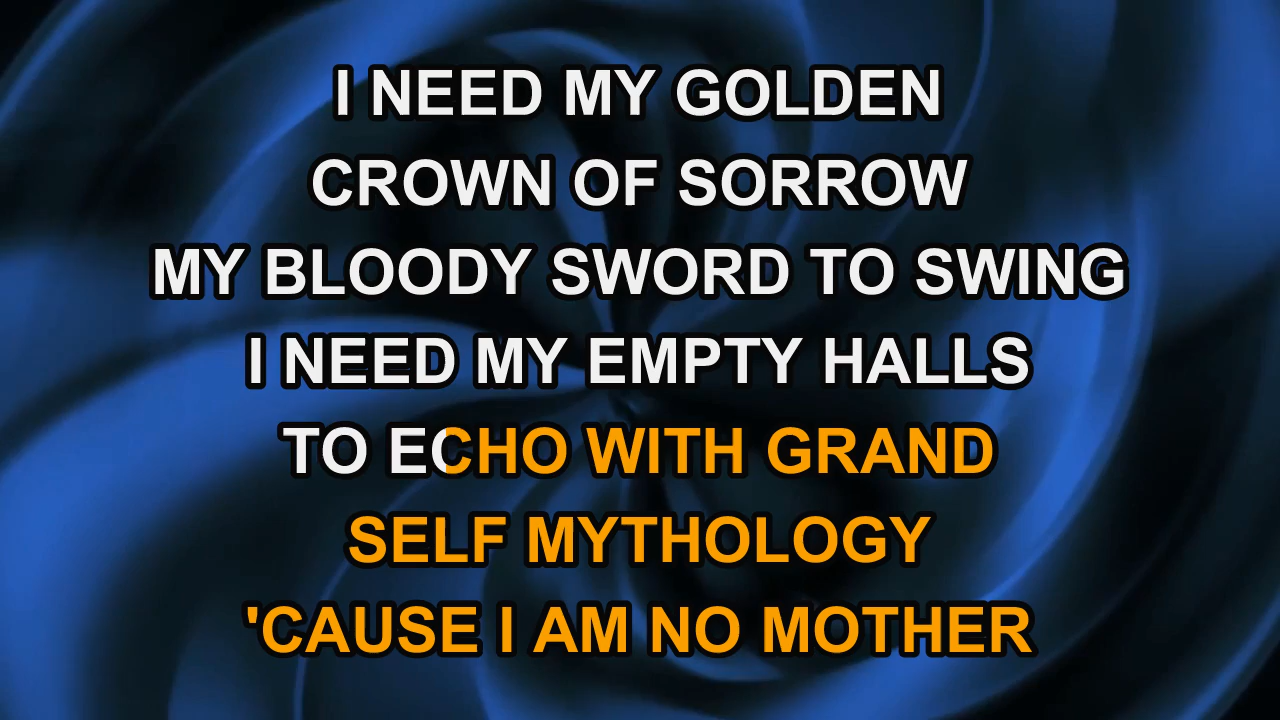 I NEED MY GOLDEN
CROWN OF SORROW
MY BLOODY SWORD TO SWING
I NEED MY EMPTY HALLS
TO ECHO WITH GRAND
SELF MYTHOLOGY
'CAUSE I AM NO MOTHER